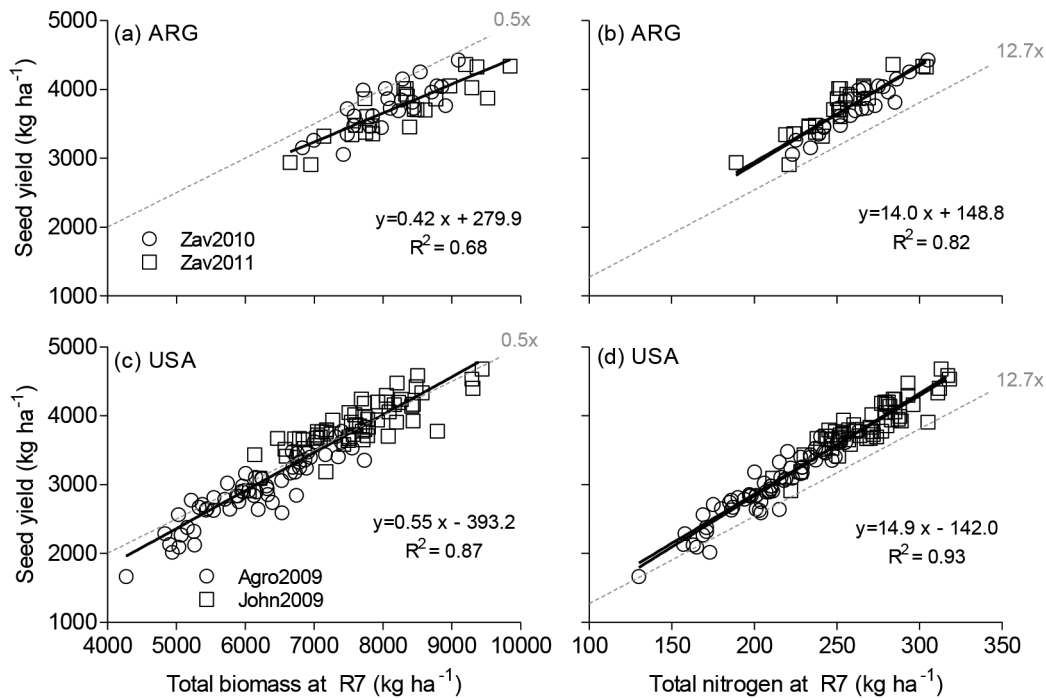 (a) ARG
0.5x
5000
4000
3000
2000
1000
Seed yield (kg ha⁻¹)
y=0.42 x + 279.9
R² = 0.68
Zav2010
Zav2011
(b) ARG
12.7x
y=14.0 x + 148.8
R² = 0.82
(c) USA
0.5x
5000
4000
3000
2000
1000
Seed yield (kg ha⁻¹)
y=0.55 x - 393.2
R² = 0.87
Agro2009
John2009
4000 5000 6000 7000 8000 9000 10000
Total biomass at R7 (kg ha⁻¹)
(d) USA
12.7x
y=14.9 x - 142.0
R² = 0.93
100 150 200 250 300 350
Total nitrogen at R7 (kg ha⁻¹)